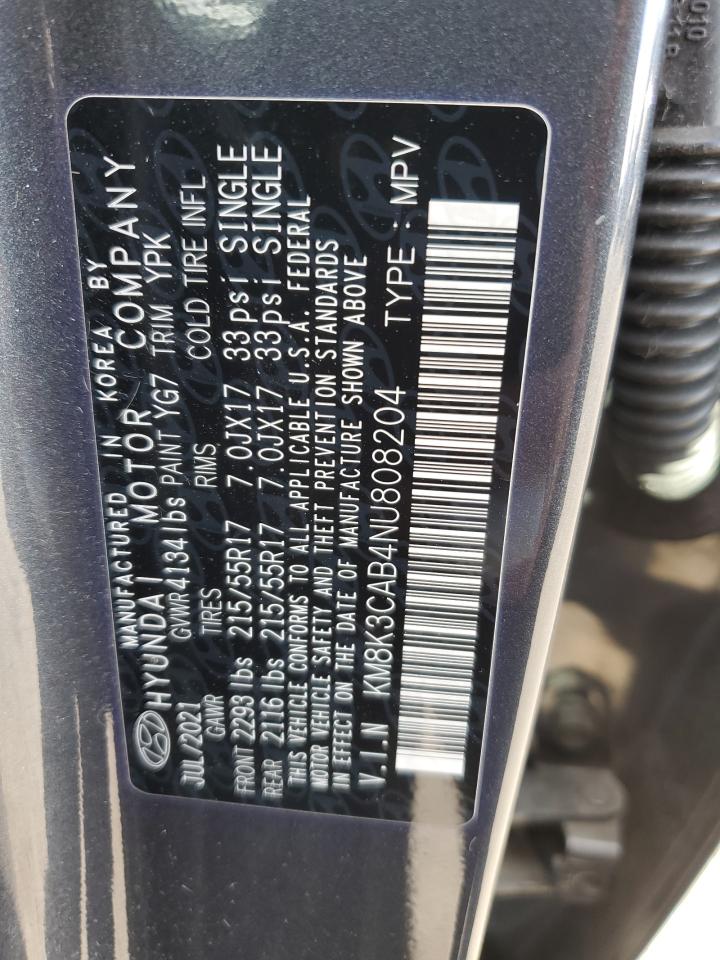 MANUFACTURED IN KOREA BY
HYUNDAI MOTOR COMPANY
JUL/2021 GVWR 4134 lbs PAINT YG7 TRIM YPK
GAWR TIRES RIMS COLD TIRE INFL
FRONT 2293 lbs 215/55R17 7.0JX17 33 psi SINGLE
REAR 2116 lbs 215/55R17 7.0JX17 33 psi SINGLE
THIS VEHICLE CONFORMS TO ALL APPLICABLE U.S.A. FEDERAL
MOTOR VEHICLE SAFETY AND THEFT PREVENTION STANDARDS
IN EFFECT ON THE DATE OF MANUFACTURE SHOWN ABOVE
V.I.N KM8K3CAB4NU808204 TYPE : MPV